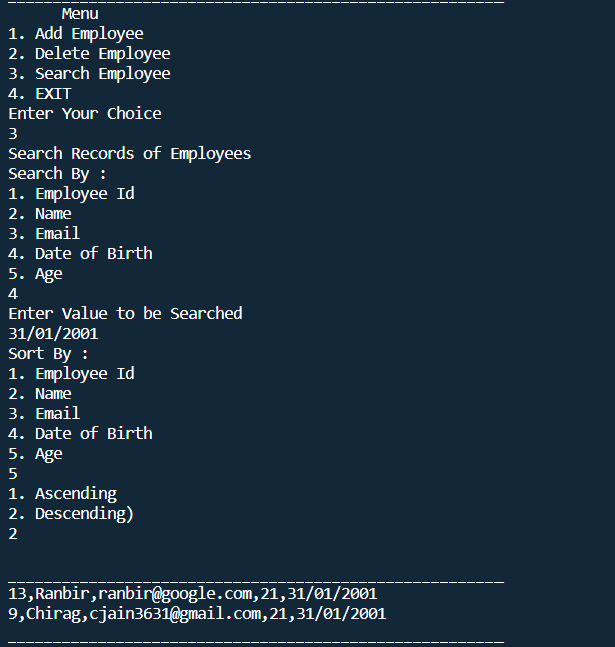 Menu
1. Add Employee
2. Delete Employee
3. Search Employee
4. EXIT
Enter Your Choice
3
Search Records of Employees
Search By :
1. Employee Id
2. Name
3. Email
4. Date of Birth
5. Age
4
Enter Value to be Searched
31/01/2001
Sort By :
1. Employee Id
2. Name
3. Email
4. Date of Birth
5. Age
5
1. Ascending
2. Descending)
2
13,Ranbir,ranbir@google.com,21,31/01/2001
9,Chirag,cjain3631@gmail.com,21,31/01/2001